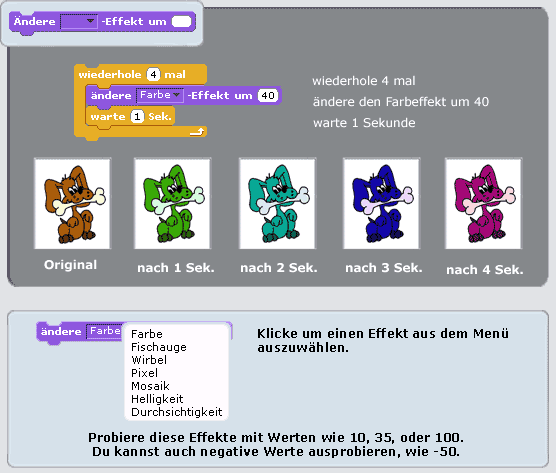 Ändere -Effekt um
wiederhole 4 mal
ändere Farbe -Effekt um 40
warte 1 Sek.
wiederhole 4 mal
ändere den Farbeffekt um 40
warte 1 Sekunde
Original
nach 1 Sek.
nach 2 Sek.
nach 3 Sek.
nach 4 Sek.
ändere Farbe
Farbe
Fischauge
Wirbel
Pixel
Mosaik
Helligkeit
Durchsichtigkeit
Klicke um einen Effekt aus dem Menü
auszuwählen.
Probiere diese Effekte mit Werten wie 10, 35, oder 100.
Du kannst auch negative Werte ausprobieren, wie -50.